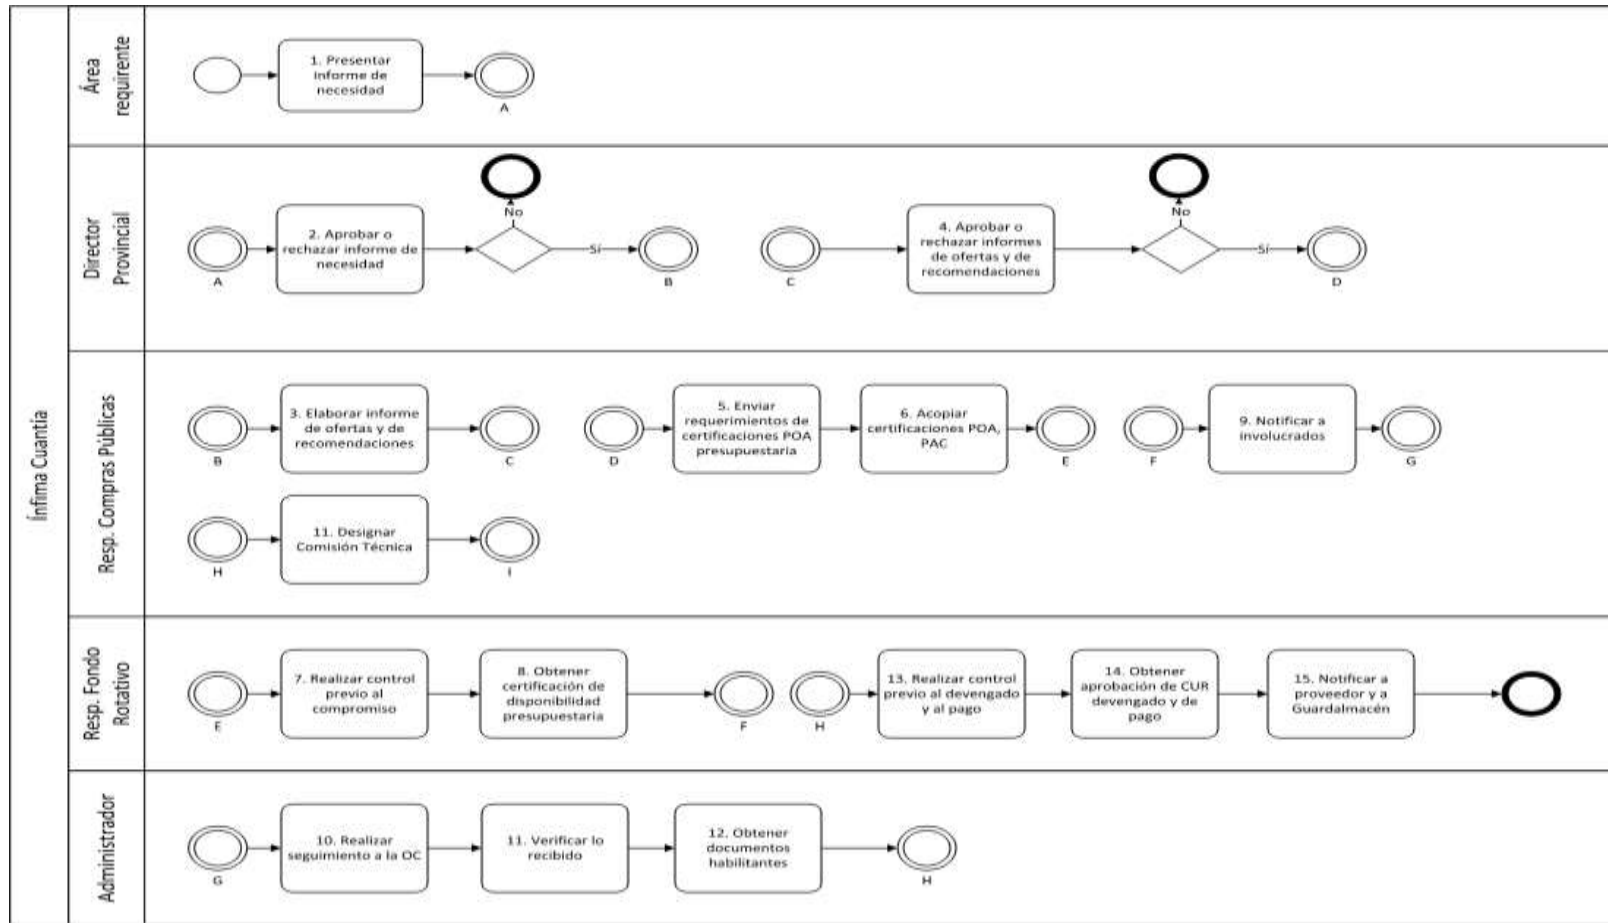 Ínfima Cuantía
Área
requirente
1. Presentar
informe de
necesidad
A
Director
Provincial
A
2. Aprobar o
rechazar informe de
necesidad
No
Sí
B
C
4. Aprobar o
rechazar informes
de ofertas y de
recomendaciones
No
Sí
D
Resp. Compras Públicas
B
3. Elaborar informe
de ofertas y de
recomendaciones
C
D
5. Enviar
requerimientos de
certificaciones POA
presupuestaria
6. Acopiar
certificaciones POA,
PAC
E
F
9. Notificar a
involucrados
G
H
11. Designar
Comisión Técnica
I
Resp. Fondo
Rotativo
E
7. Realizar control
previo al
compromiso
8. Obtener
certificación de
disponibilidad
presupuestaria
F
H
13. Realizar control
previo al devengado
y al pago
14. Obtener
aprobación de CUR
devengado y de
pago
15. Notificar a
proveedor y a
Guardalmacén
Administrador
G
10. Realizar
seguimiento a la OC
11. Verificar lo
recibido
12. Obtener
documentos
habilitantes
H